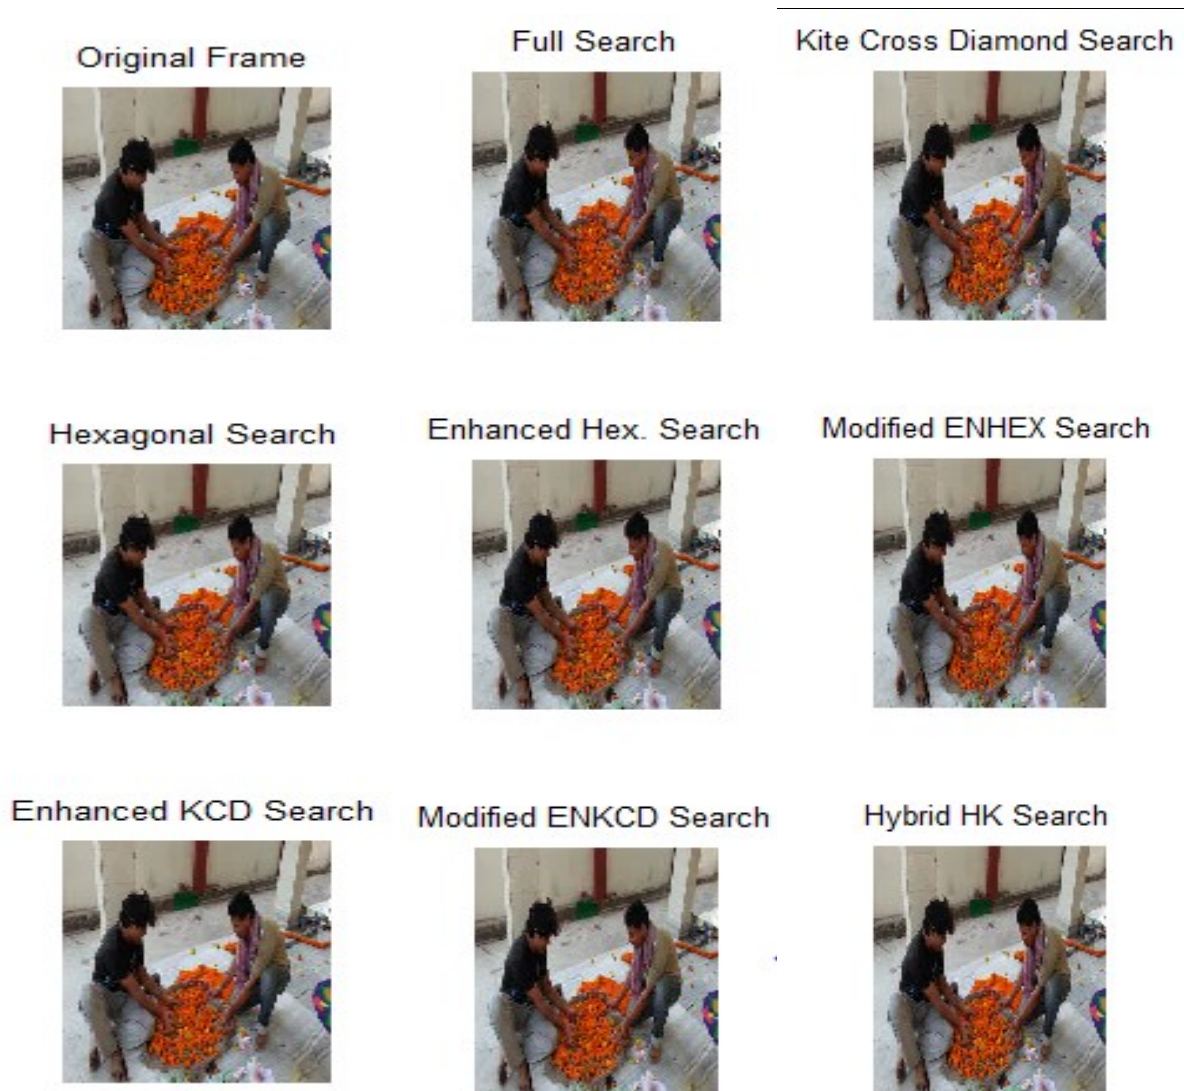 Original Frame
Full Search
Kite Cross Diamond Search
Hexagonal Search
Enhanced Hex. Search
Modified ENHEX Search
Enhanced KCD Search
Modified ENKCD Search
Hybrid HK Search